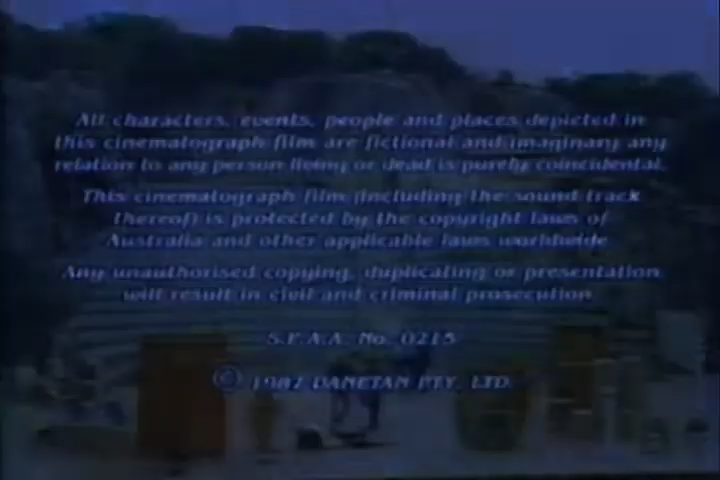 All characters, events, people and places depicted in
this cinematograph film are fictional and imaginary any
relation to any person living or dead is purely coincidental.
This cinematograph film (including the sound track
thereof) is protected by the copyright laws of
Australia and other applicable laws worldwide
Any unauthorised copying, duplicating or presentation
will result in civil and criminal prosecution
No. 0215
© 1987 DANETAN PTY. LTD.